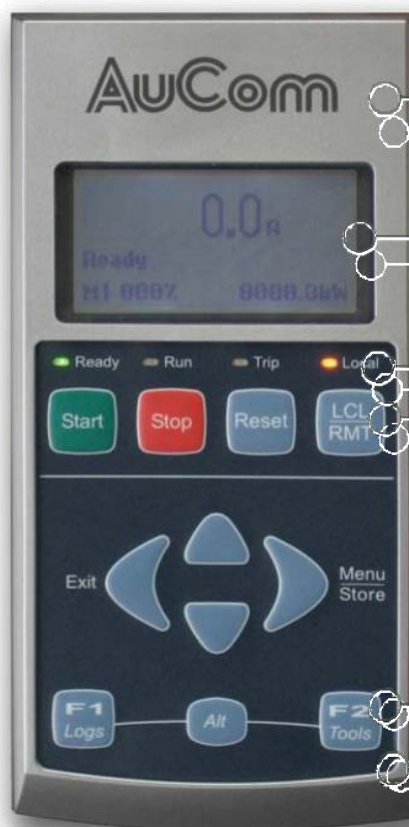 AuCom
0.0A
Ready
M1 000% 0000.0kW
Ready Run Trip Local
Start Stop Reset LCL
RMT
Exit Menu
Store
F1 Alt F2
Logs Tools